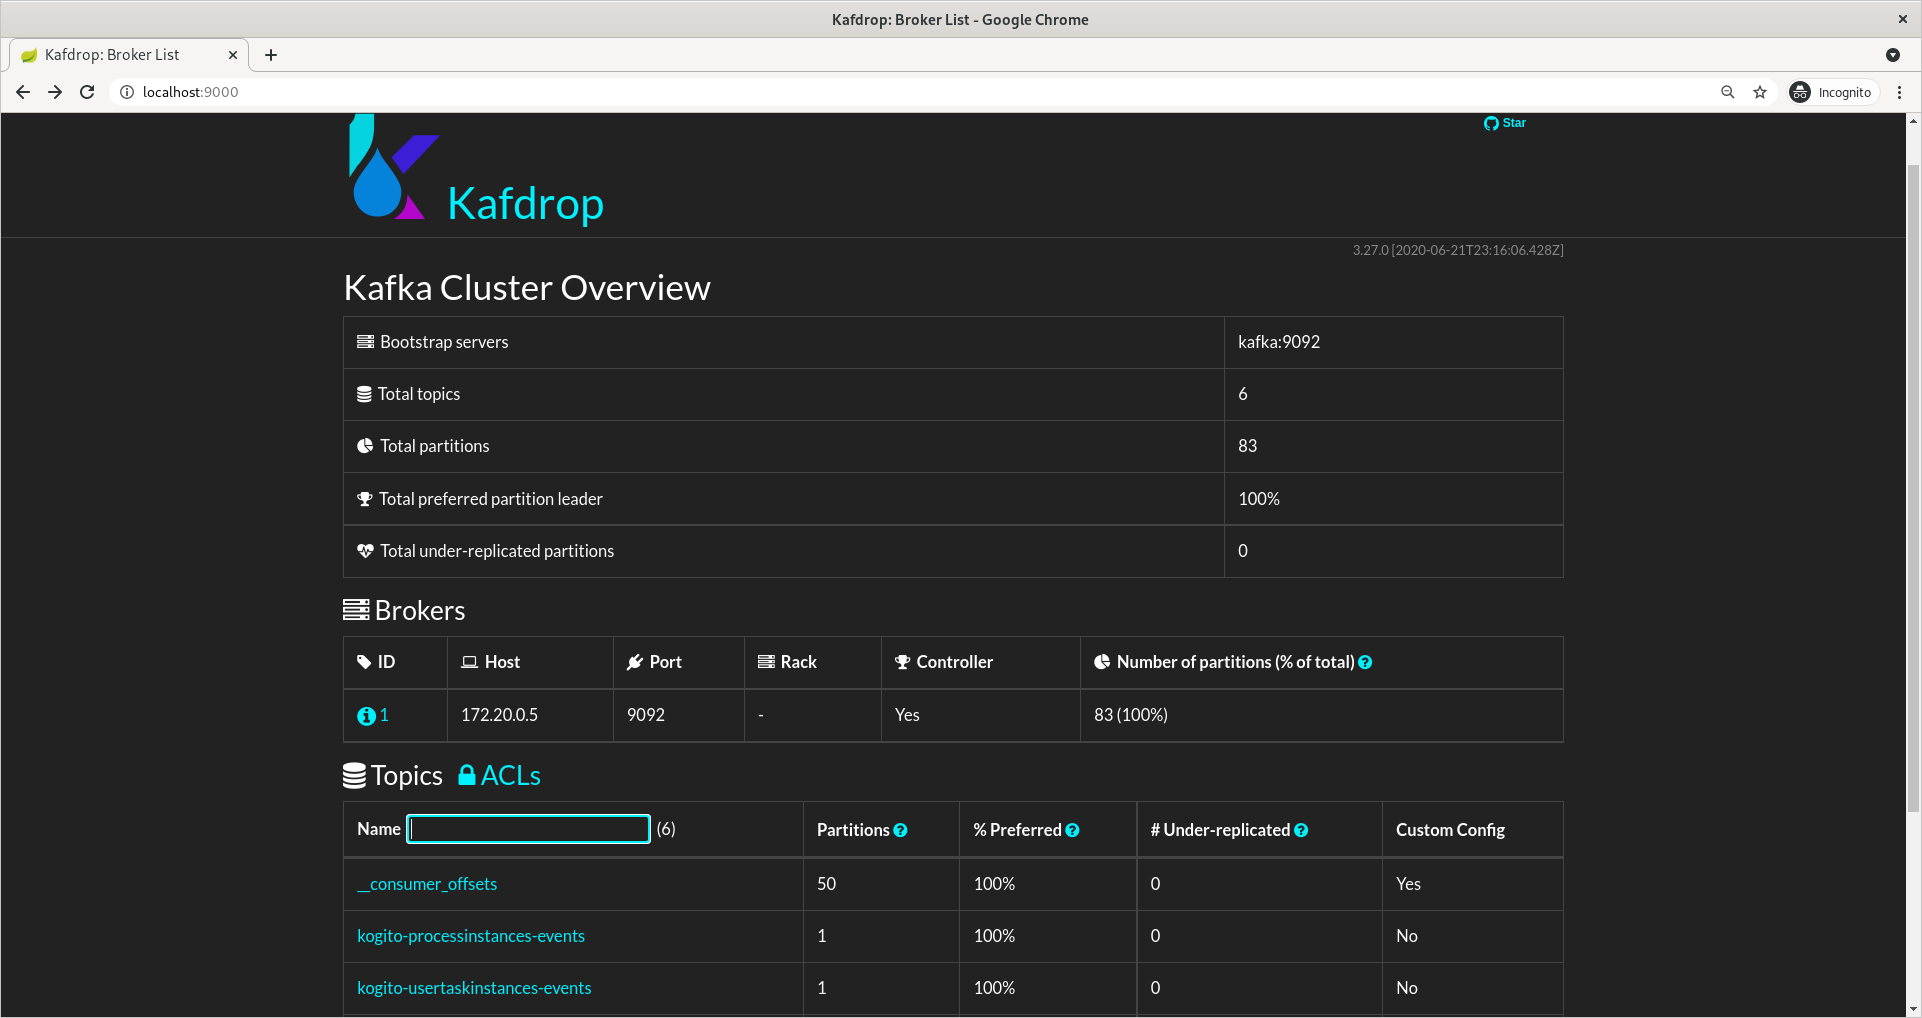 Kafdrop: Broker List - Google Chrome
Kafdrop: Broker List
localhost:9000
Incognito
Star
Kafdrop
3.27.0 [2020-06-21T23:16:06.428Z]
Kafka Cluster Overview
Bootstrap servers kafka:9092
Total topics 6
Total partitions 83
Total preferred partition leader 100%
Total under-replicated partitions 0
Brokers
ID Host Port Rack Controller Number of partitions (% of total)
1 172.20.0.5 9092 - Yes 83 (100%)
Topics ACLs
Name (6) Partitions % Preferred # Under-replicated Custom Config
__consumer_offsets 50 100% 0 Yes
kogito-processinstances-events 1 100% 0 No
kogito-usertaskinstances-events 1 100% 0 No